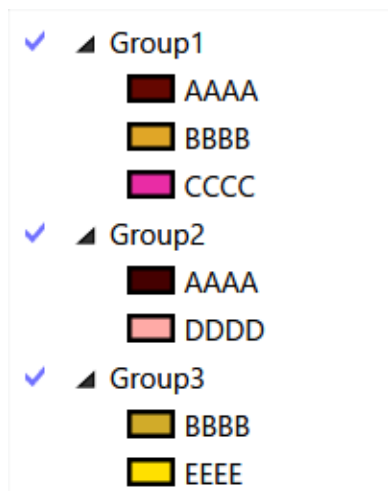 Group1
AAAA
BBBB
CCCC
Group2
AAAA
DDDD
Group3
BBBB
EEEE